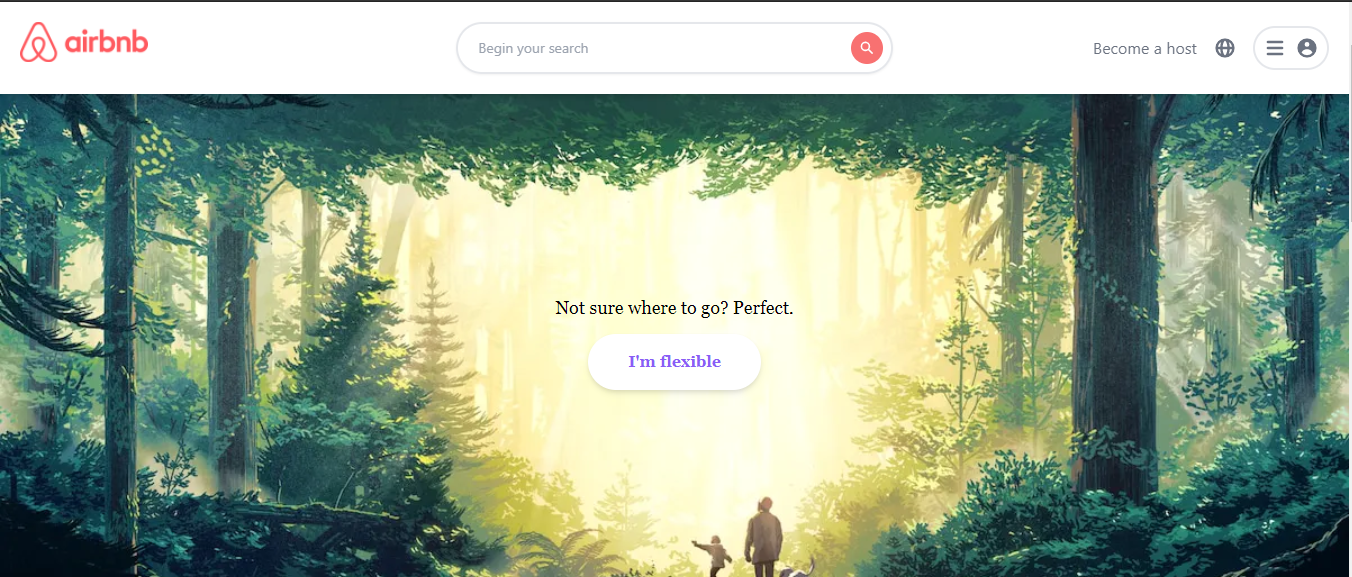 airbnb
Begin your search
Become a host
Not sure where to go? Perfect.
I'm flexible